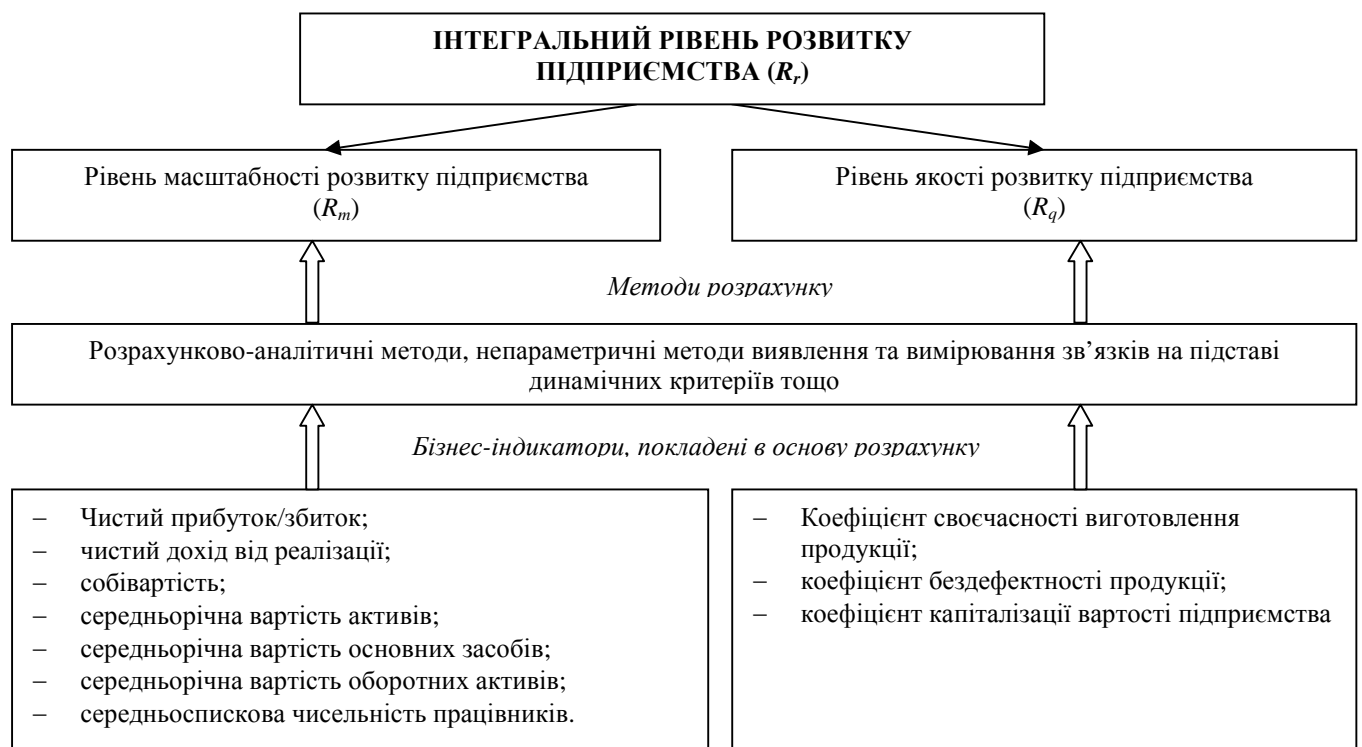 ІНТЕГРАЛЬНИЙ РІВЕНЬ РОЗВИТКУ
ПІДПРИЄМСТВА (Rr)
Рівень масштабності розвитку підприємства
(Rm)
Рівень якості розвитку підприємства
(Rq)
Методи розрахунку
Розрахунково-аналітичні методи, непараметричні методи виявлення та вимірювання зв’язків на підставі
динамічних критеріїв тощо
Бізнес-індикатори, покладені в основу розрахунку
– Чистий прибуток/збиток;
– чистий дохід від реалізації;
– собівартість;
– середньорічна вартість активів;
– середньорічна вартість основних засобів;
– середньорічна вартість оборотних активів;
– середньоспискова чисельність працівників.
– Коефіцієнт своєчасності виготовлення
продукції;
– коефіцієнт бездефектності продукції;
– коефіцієнт капіталізації вартості підприємства